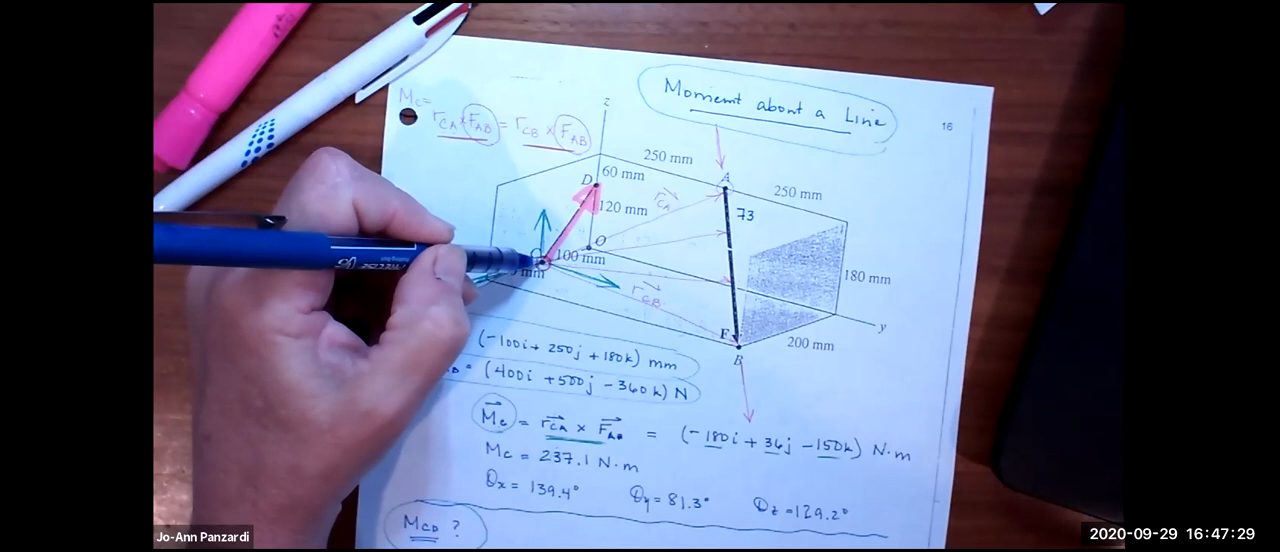 Moment about a Line
16
Mc=
rCA × FAB = rCB × FAB
z
250 mm
A
250 mm
D
60 mm
rCA
73
120 mm
O
100 mm
C
mm
rCB
180 mm
y
F
B
200 mm
(-100i + 250j + 180k) mm
= (400i + 500j - 360k) N
Mc = rCA × FAB = (-180i + 36j - 150k) N·m
Mc = 237.1 N·m
θx = 139.4° θy = 81.3° θz = 129.2°
MCD ?
Jo-Ann Panzardi
2020-09-29 16:47:29